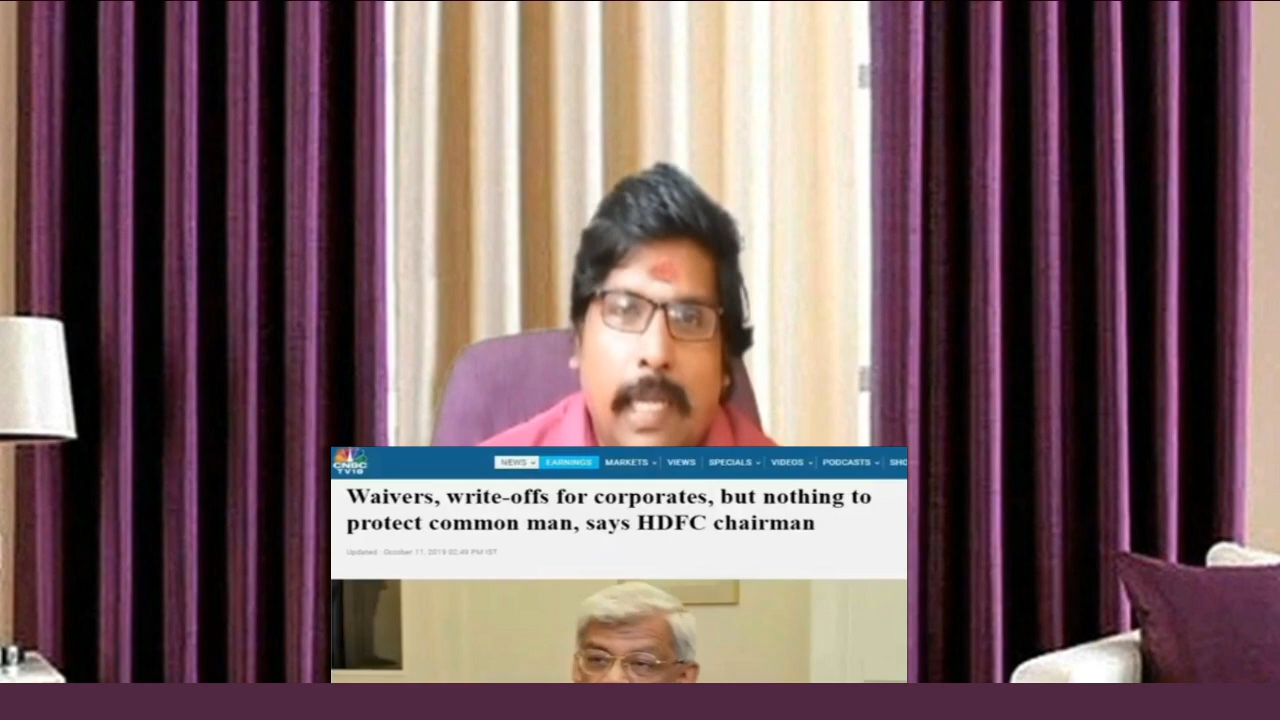 CNBC
TV18
NEWS EARNINGS MARKETS VIEWS SPECIALS VIDEOS PODCASTS SHO
Waivers, write-offs for corporates, but nothing to
protect common man, says HDFC chairman
Updated : October 11, 2019 02:49 PM IST